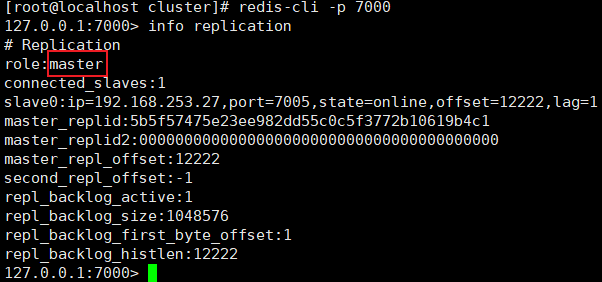 [root@localhost cluster]# redis-cli -p 7000
127.0.0.1:7000> info replication
# Replication
role:master
connected_slaves:1
slave0:ip=192.168.253.27,port=7005,state=online,offset=12222,lag=1
master_replid:5b5f57475e23ee982dd55c0c5f3772b10619b4c1
master_replid2:0000000000000000000000000000000000000000
master_repl_offset:12222
second_repl_offset:-1
repl_backlog_active:1
repl_backlog_size:1048576
repl_backlog_first_byte_offset:1
repl_backlog_histlen:12222
127.0.0.1:7000>